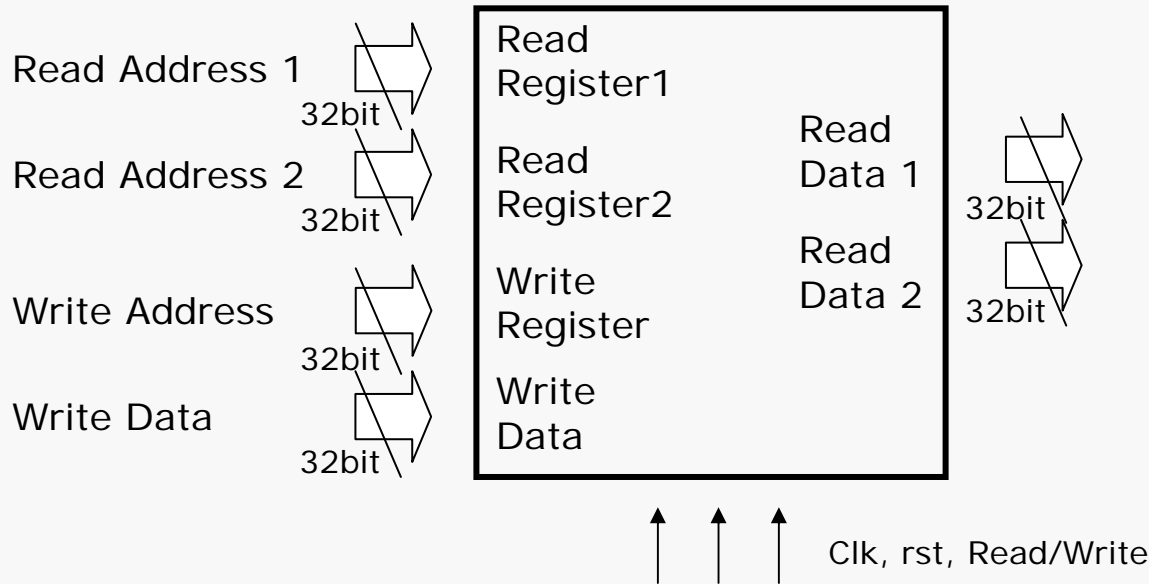 Read Address 1
32bit
Read Address 2
32bit
Write Address
32bit
Write Data
32bit
Read
Register1
Read
Register2
Write
Register
Write
Data
Read
Data 1
32bit
Read
Data 2
32bit
Clk, rst, Read/Write